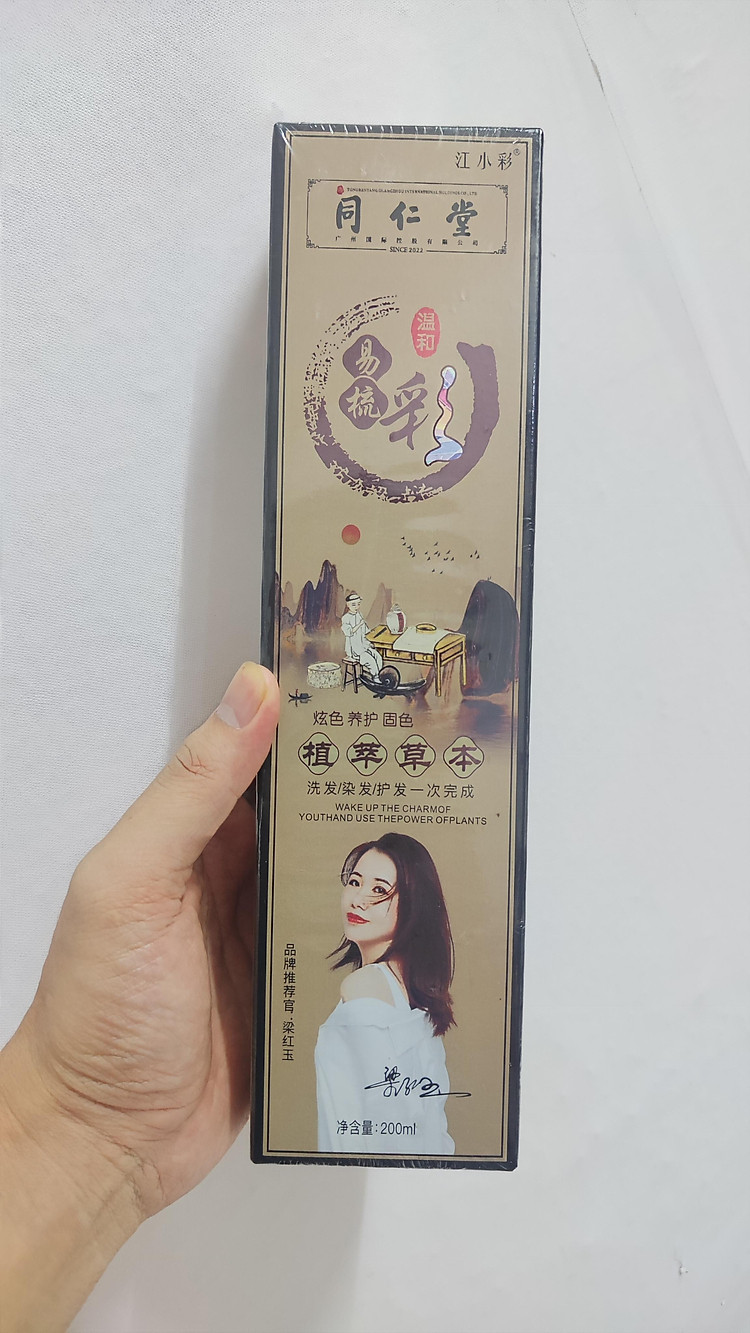 江小彩®
同仁堂
广州国际控股有限公司
SINCE 2022
温和
易梳
彩
炫色 养护 固色
植萃草本
洗发/染发/护发一次完成
WAKE UP THE CHARMOF
YOUTHAND USE THEPOWER OFPLANTS
品牌推荐官:梁红玉
净含量:200ml